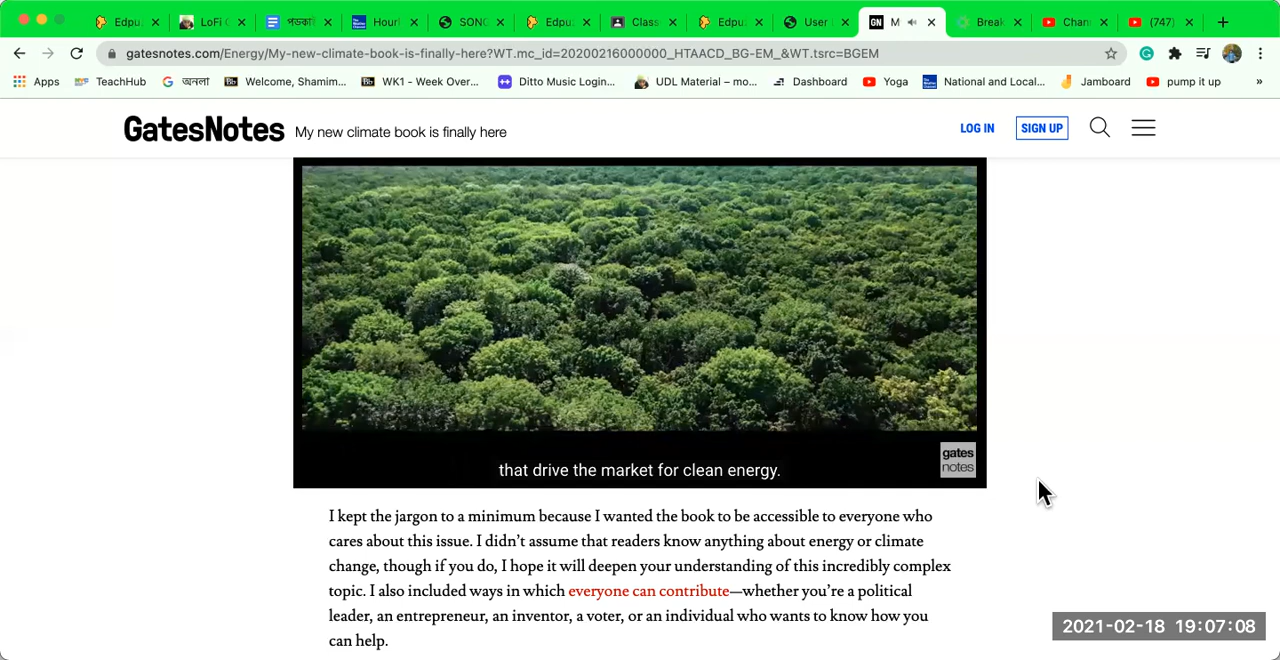 Edpu:
LoFi
পডকা
Hourl
SONG
Edpu:
Class
Edpu:
User
GN M
Break
Chan
(747)
gatesnotes.com/Energy/My-new-climate-book-is-finally-here?WT.mc_id=20200216000000_HTAACD_BG-EM_&WT.tsrc=BGEM
Apps TeachHub অনলা Welcome, Shamim... WK1 - Week Over... Ditto Music Login... UDL Material – mo... Dashboard Yoga National and Local... Jamboard pump it up »
GatesNotes My new climate book is finally here LOG IN SIGN UP
that drive the market for clean energy.
gates
notes
I kept the jargon to a minimum because I wanted the book to be accessible to everyone who
cares about this issue. I didn’t assume that readers know anything about energy or climate
change, though if you do, I hope it will deepen your understanding of this incredibly complex
topic. I also included ways in which everyone can contribute—whether you’re a political
leader, an entrepreneur, an inventor, a voter, or an individual who wants to know how you
can help.
2021-02-18 19:07:08